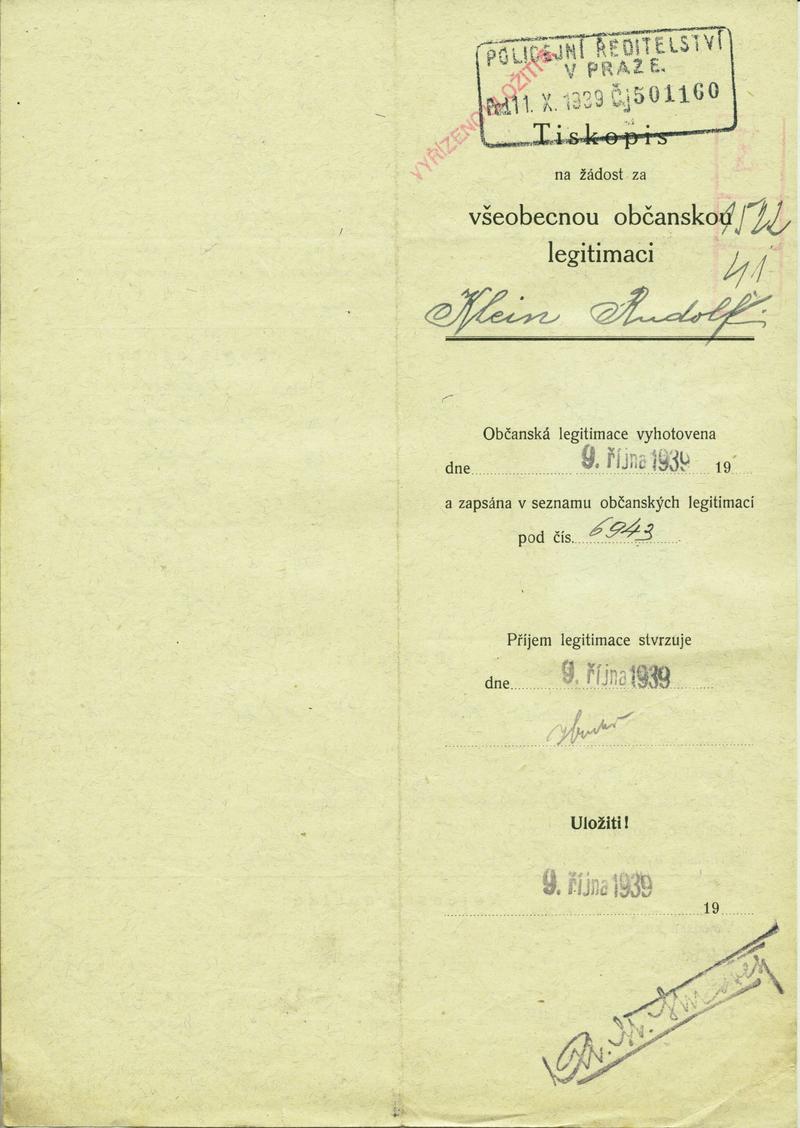 POLICEJNÍ ŘEDITELSTVÍ
V PRAZE.
11. X. 1939 Čj 501160
VYŘÍZENO
Tiskopis
na žádost za
všeobecnou občanskou
legitimaci
1522
41
Klein Rudolf
Občanská legitimace vyhotovena
dne 9. října 1939 19
a zapsána v seznamu občanských legitimací
pod čís. 6943
Příjem legitimace stvrzuje
dne 9. října 1939
Uložiti!
9. října 1939
19